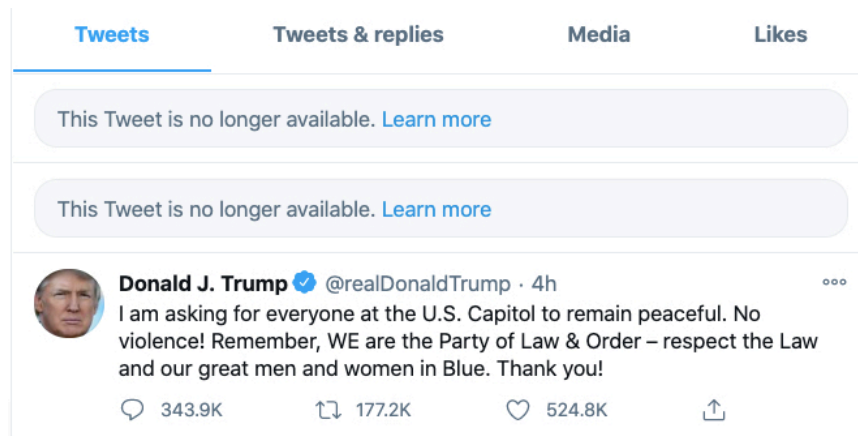 Tweets Tweets & replies Media Likes
This Tweet is no longer available. Learn more
This Tweet is no longer available. Learn more
Donald J. Trump @realDonaldTrump · 4h
I am asking for everyone at the U.S. Capitol to remain peaceful. No
violence! Remember, WE are the Party of Law & Order – respect the Law
and our great men and women in Blue. Thank you!
343.9K 177.2K 524.8K